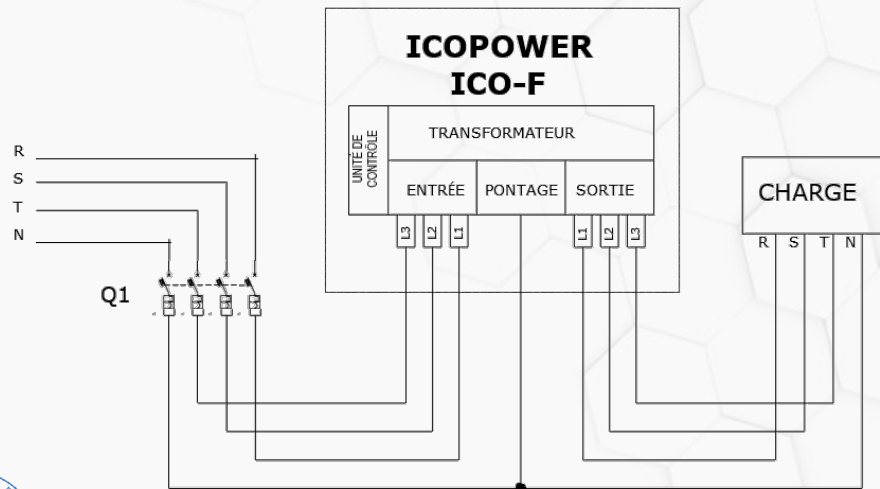 ICOPOWER
ICO-F
UNITÉ DE
CONTRÔLE
TRANSFORMATEUR
ENTRÉE
PONTAGE
SORTIE
L3
L2
L1
L1
L2
L3
R
S
T
N
Q1
CHARGE
R S T N